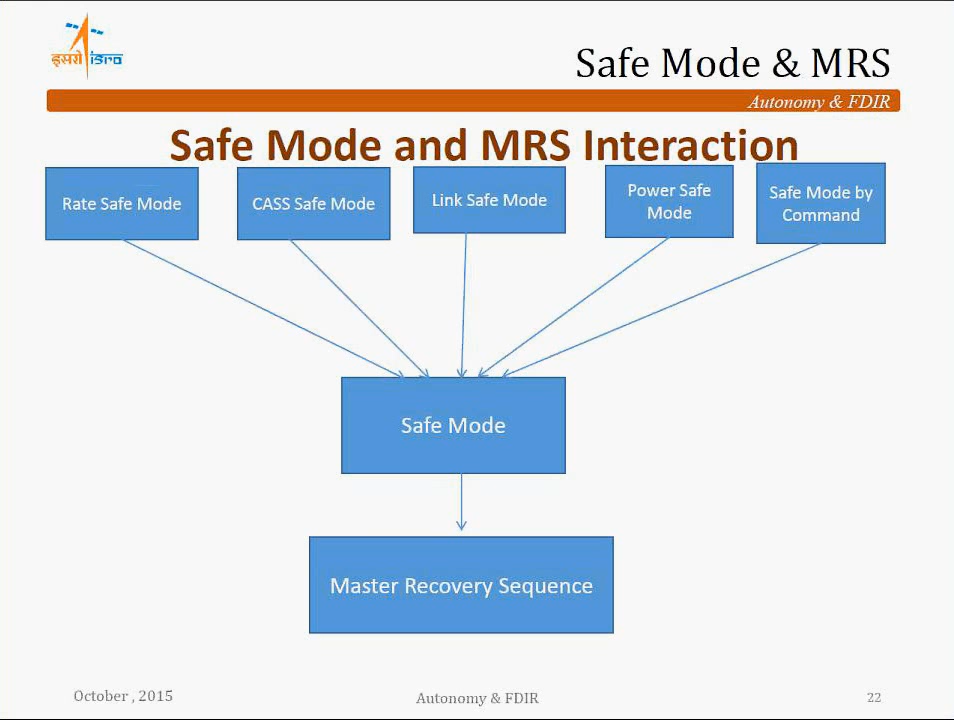 इसरो isro
Safe Mode & MRS
Autonomy & FDIR
Safe Mode and MRS Interaction
Rate Safe Mode
CASS Safe Mode
Link Safe Mode
Power Safe
Mode
Safe Mode by
Command
Safe Mode
Master Recovery Sequence
October , 2015
Autonomy & FDIR
22